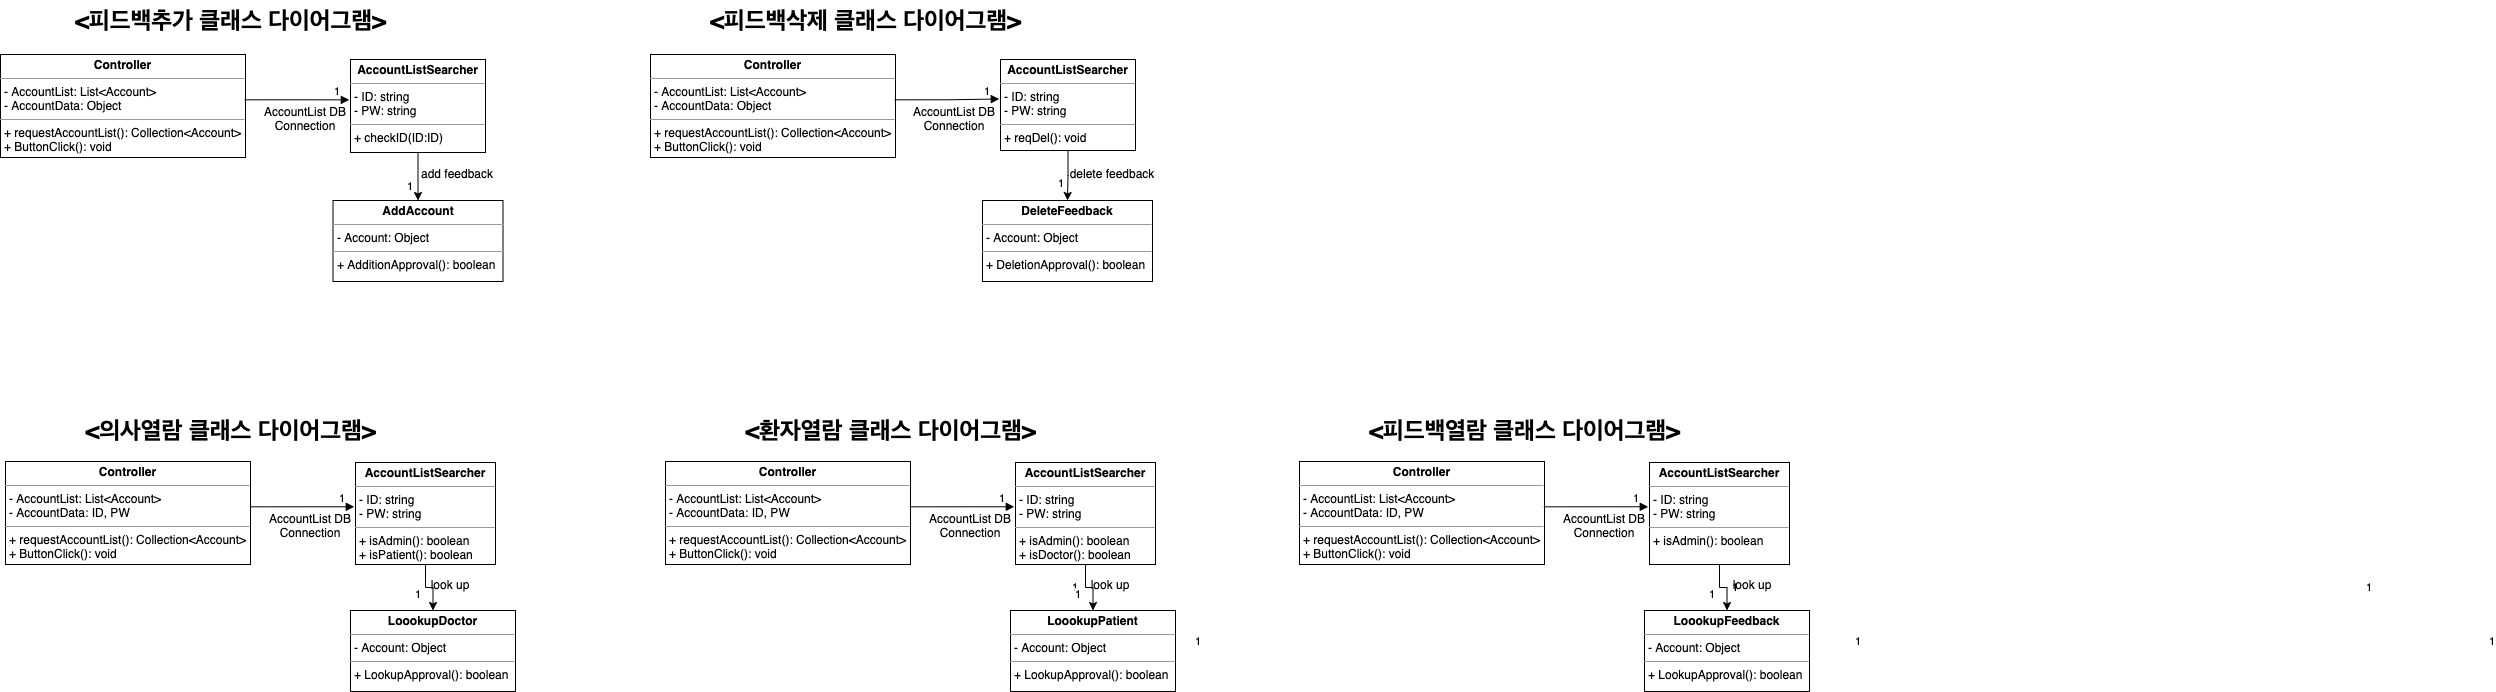 <피드백추가 클래스 다이어그램>
Controller
- AccountList: List<Account>
- AccountData: Object
+ requestAccountList(): Collection<Account>
+ ButtonClick(): void
1
AccountList DB
Connection
AccountListSearcher
- ID: string
- PW: string
+ checkID(ID:ID)
add feedback
1
AddAccount
- Account: Object
+ AdditionApproval(): boolean
<피드백삭제 클래스 다이어그램>
Controller
- AccountList: List<Account>
- AccountData: Object
+ requestAccountList(): Collection<Account>
+ ButtonClick(): void
1
AccountList DB
Connection
AccountListSearcher
- ID: string
- PW: string
+ reqDel(): void
delete feedback
1
DeleteFeedback
- Account: Object
+ DeletionApproval(): boolean
<의사열람 클래스 다이어그램>
Controller
- AccountList: List<Account>
- AccountData: ID, PW
+ requestAccountList(): Collection<Account>
+ ButtonClick(): void
1
AccountList DB
Connection
AccountListSearcher
- ID: string
- PW: string
+ isAdmin(): boolean
+ isPatient(): boolean
look up
1
LoookupDoctor
- Account: Object
+ LookupApproval(): boolean
<환자열람 클래스 다이어그램>
Controller
- AccountList: List<Account>
- AccountData: ID, PW
+ requestAccountList(): Collection<Account>
+ ButtonClick(): void
1
AccountList DB
Connection
AccountListSearcher
- ID: string
- PW: string
+ isAdmin(): boolean
+ isDoctor(): boolean
look up
1
1
LoookupPatient
- Account: Object
+ LookupApproval(): boolean
1
<피드백열람 클래스 다이어그램>
Controller
- AccountList: List<Account>
- AccountData: ID, PW
+ requestAccountList(): Collection<Account>
+ ButtonClick(): void
1
AccountList DB
Connection
AccountListSearcher
- ID: string
- PW: string
+ isAdmin(): boolean
look up
1
1
LoookupFeedback
- Account: Object
+ LookupApproval(): boolean
1
1
1